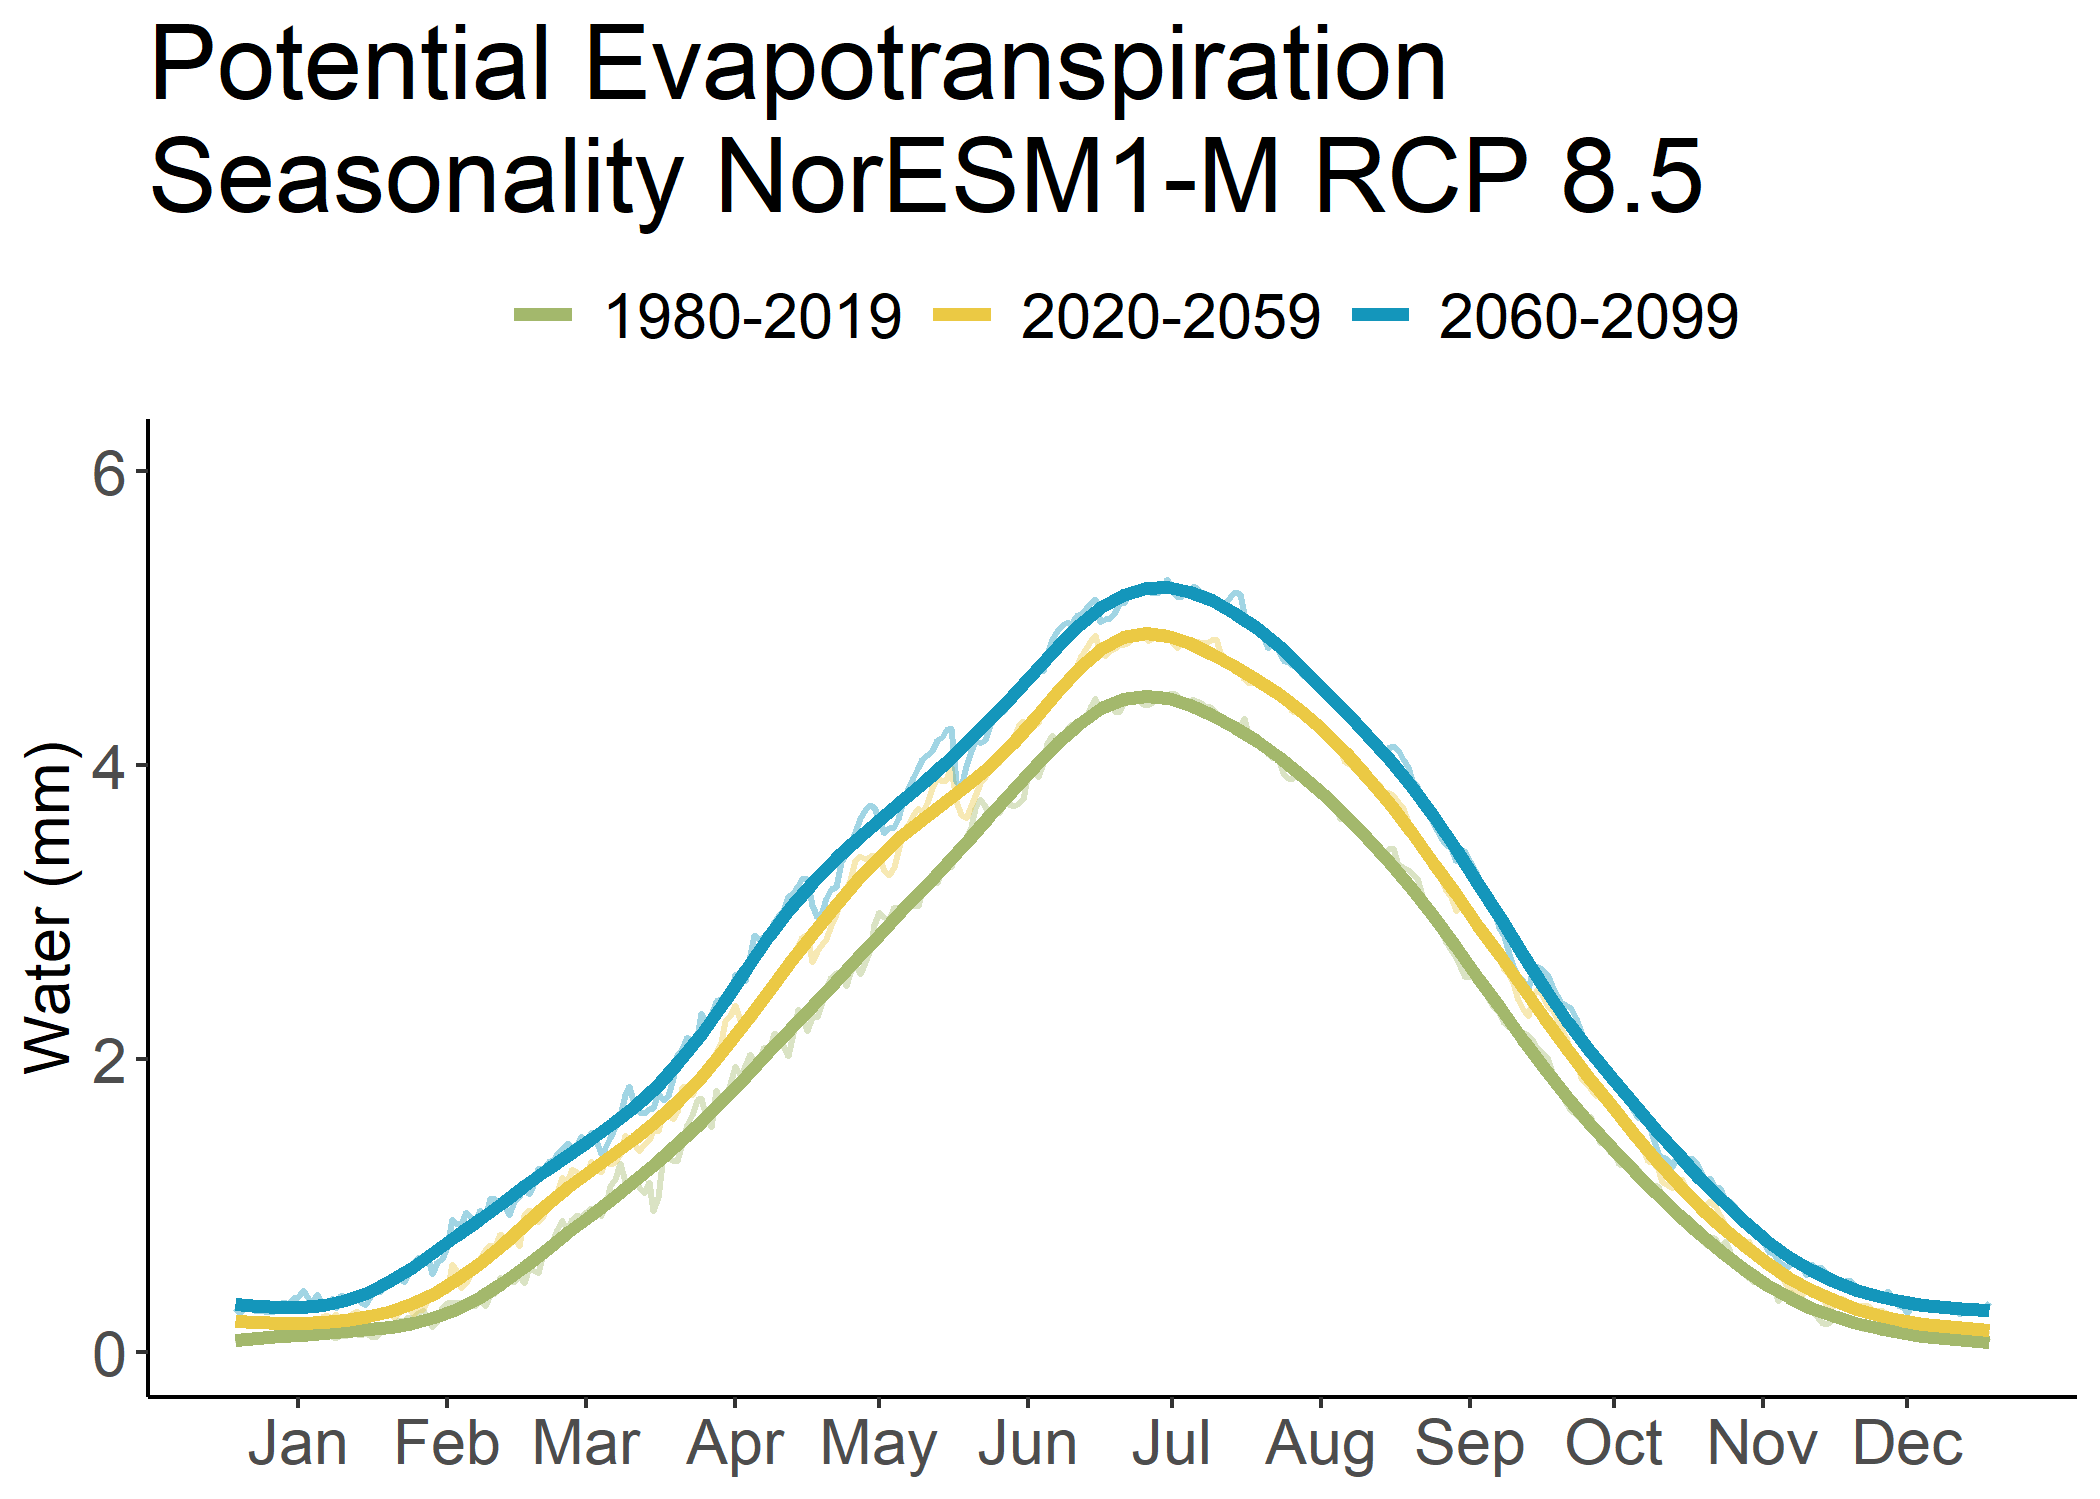 Potential Evapotranspiration
Seasonality NorESM1-M RCP 8.5
1980-2019 2020-2059 2060-2099
Water (mm)
6
4
2
0
Jan Feb Mar Apr May Jun Jul Aug Sep Oct Nov Dec